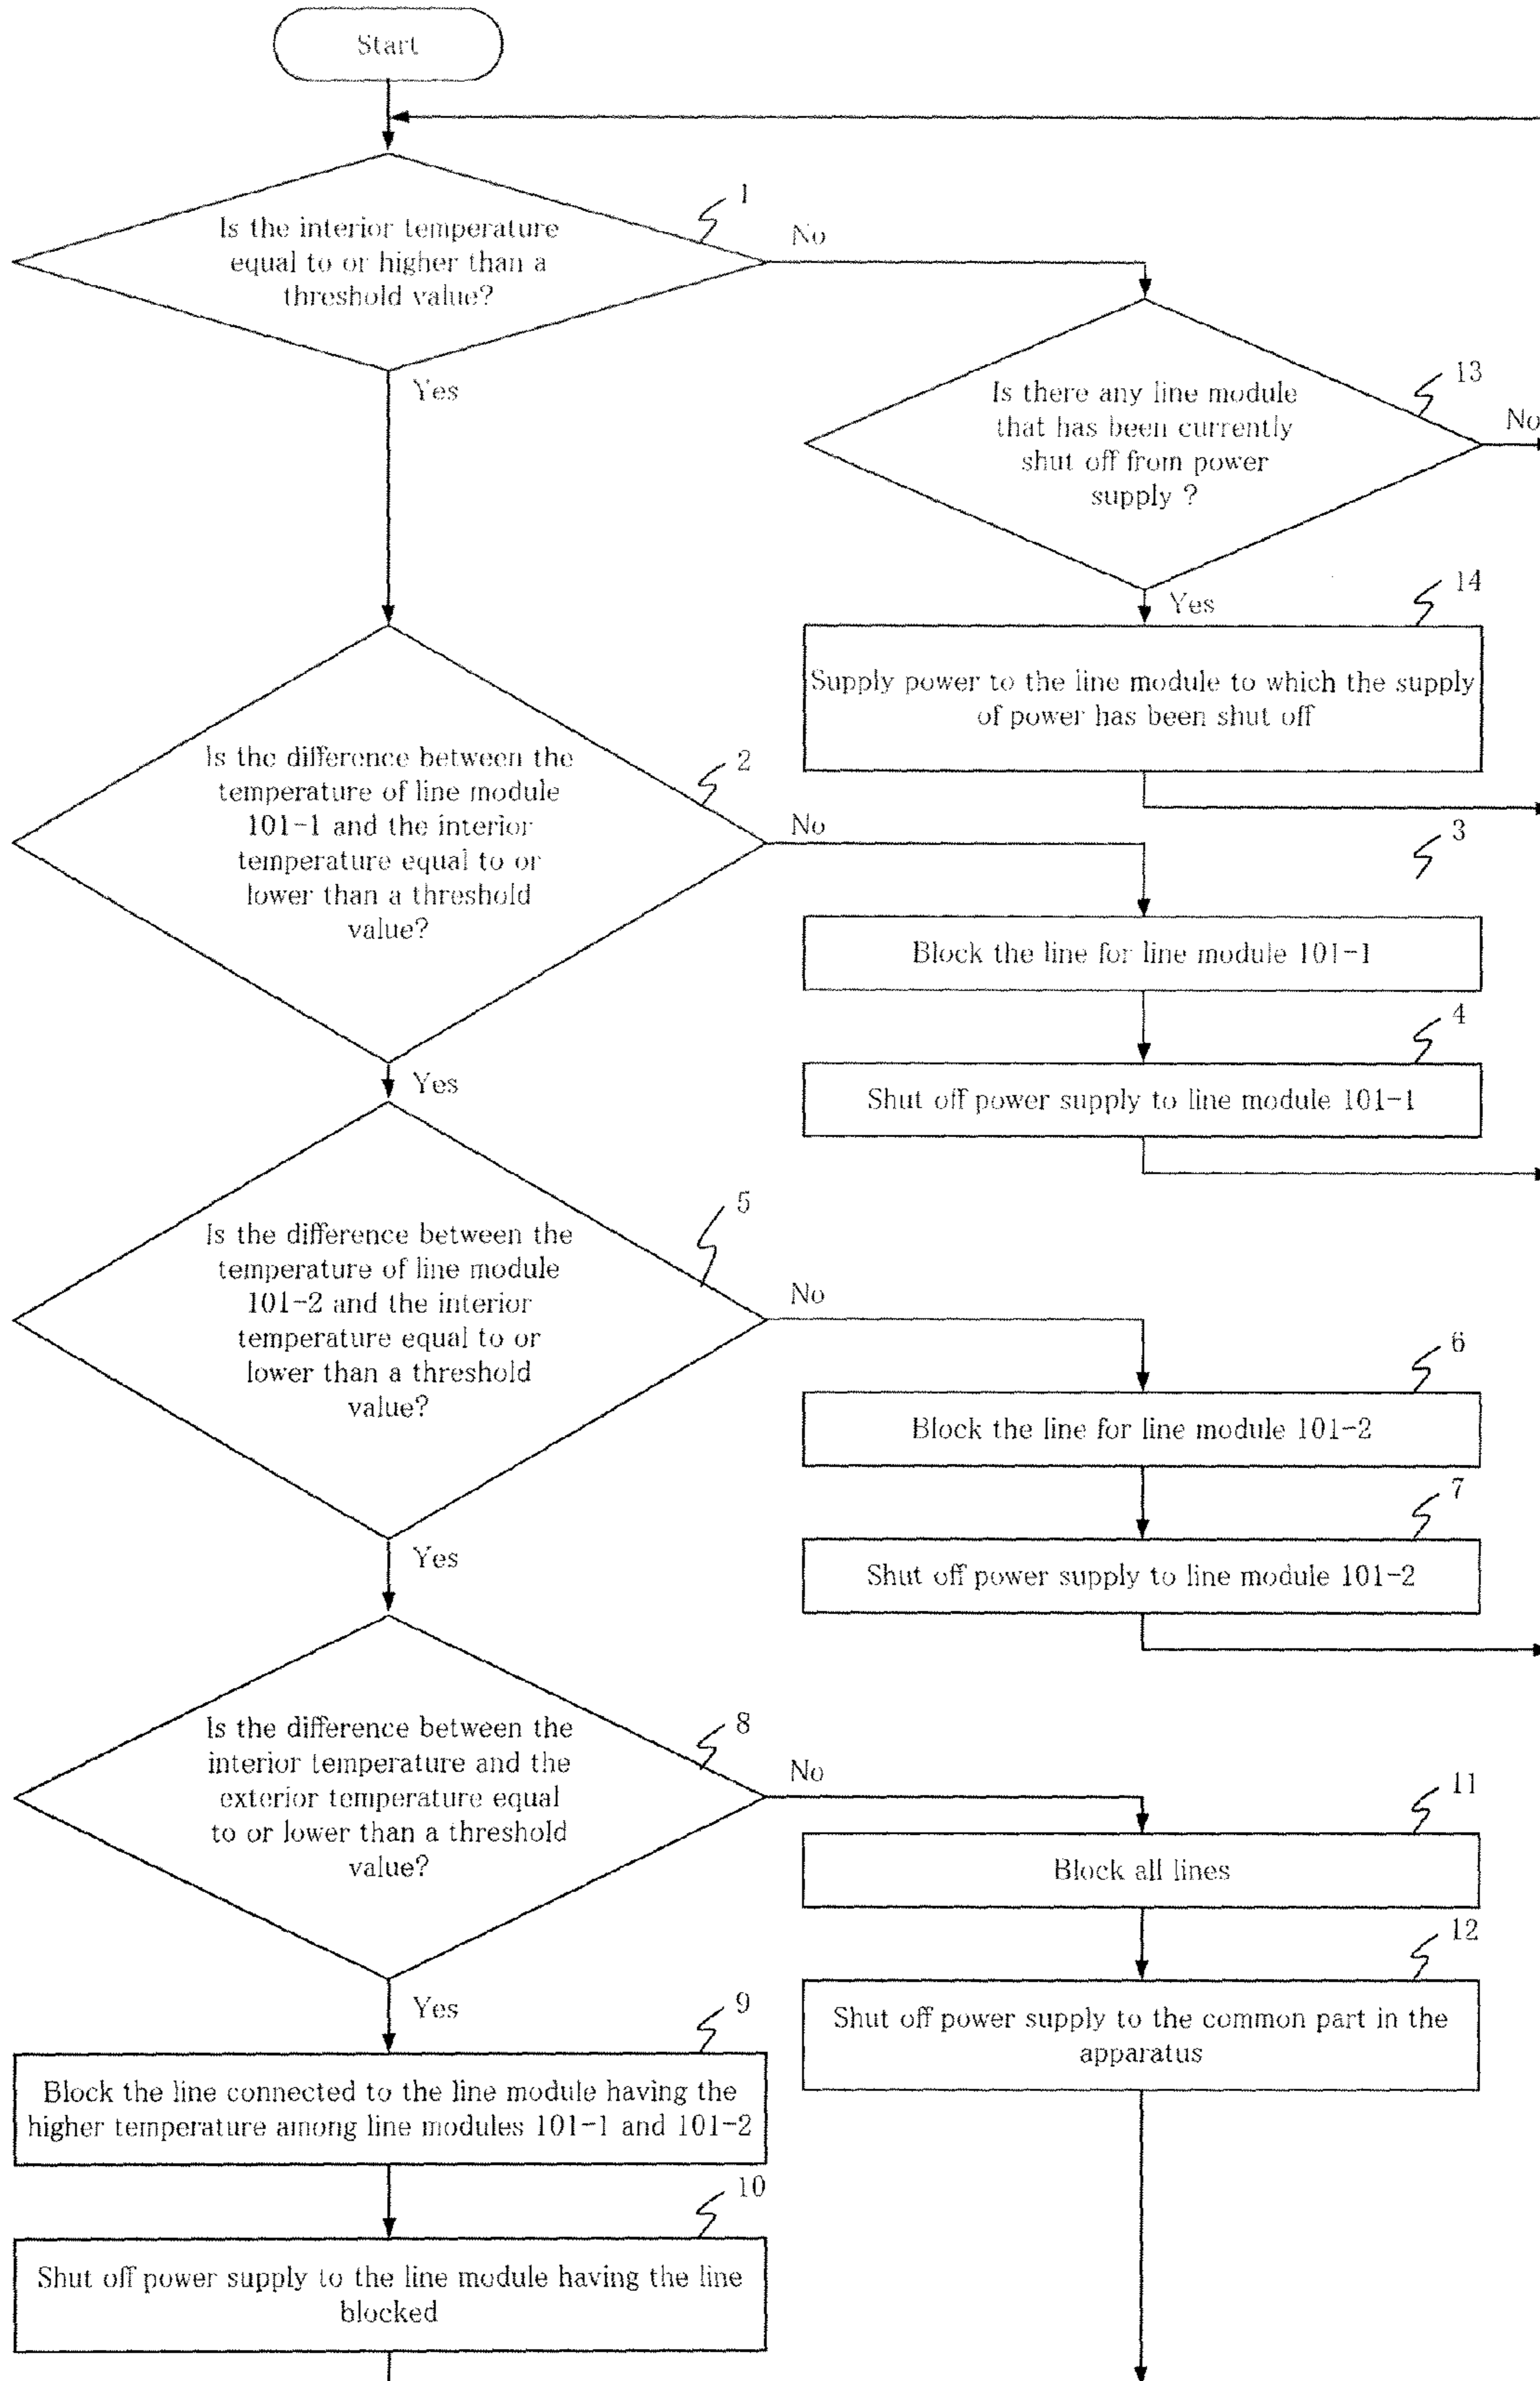 Start
1
Is the interior temperature
equal to or higher than a
threshold value?
No
Yes
13
Is there any line module
that has been currently
shut off from power
supply ?
No
Yes
14
Supply power to the line module to which the supply
of power has been shut off
2
Is the difference between the
temperature of line module
101-1 and the interior
temperature equal to or
lower than a threshold
value?
No
Yes
3
Block the line for line module 101-1
4
Shut off power supply to line module 101-1
5
Is the difference between the
temperature of line module
101-2 and the interior
temperature equal to or
lower than a threshold
value?
No
Yes
6
Block the line for line module 101-2
7
Shut off power supply to line module 101-2
8
Is the difference between the
interior temperature and the
exterior temperature equal
to or lower than a threshold
value?
No
Yes
11
Block all lines
12
Shut off power supply to the common part in the
apparatus
9
Block the line connected to the line module having the
higher temperature among line modules 101-1 and 101-2
10
Shut off power supply to the line module having the line
blocked